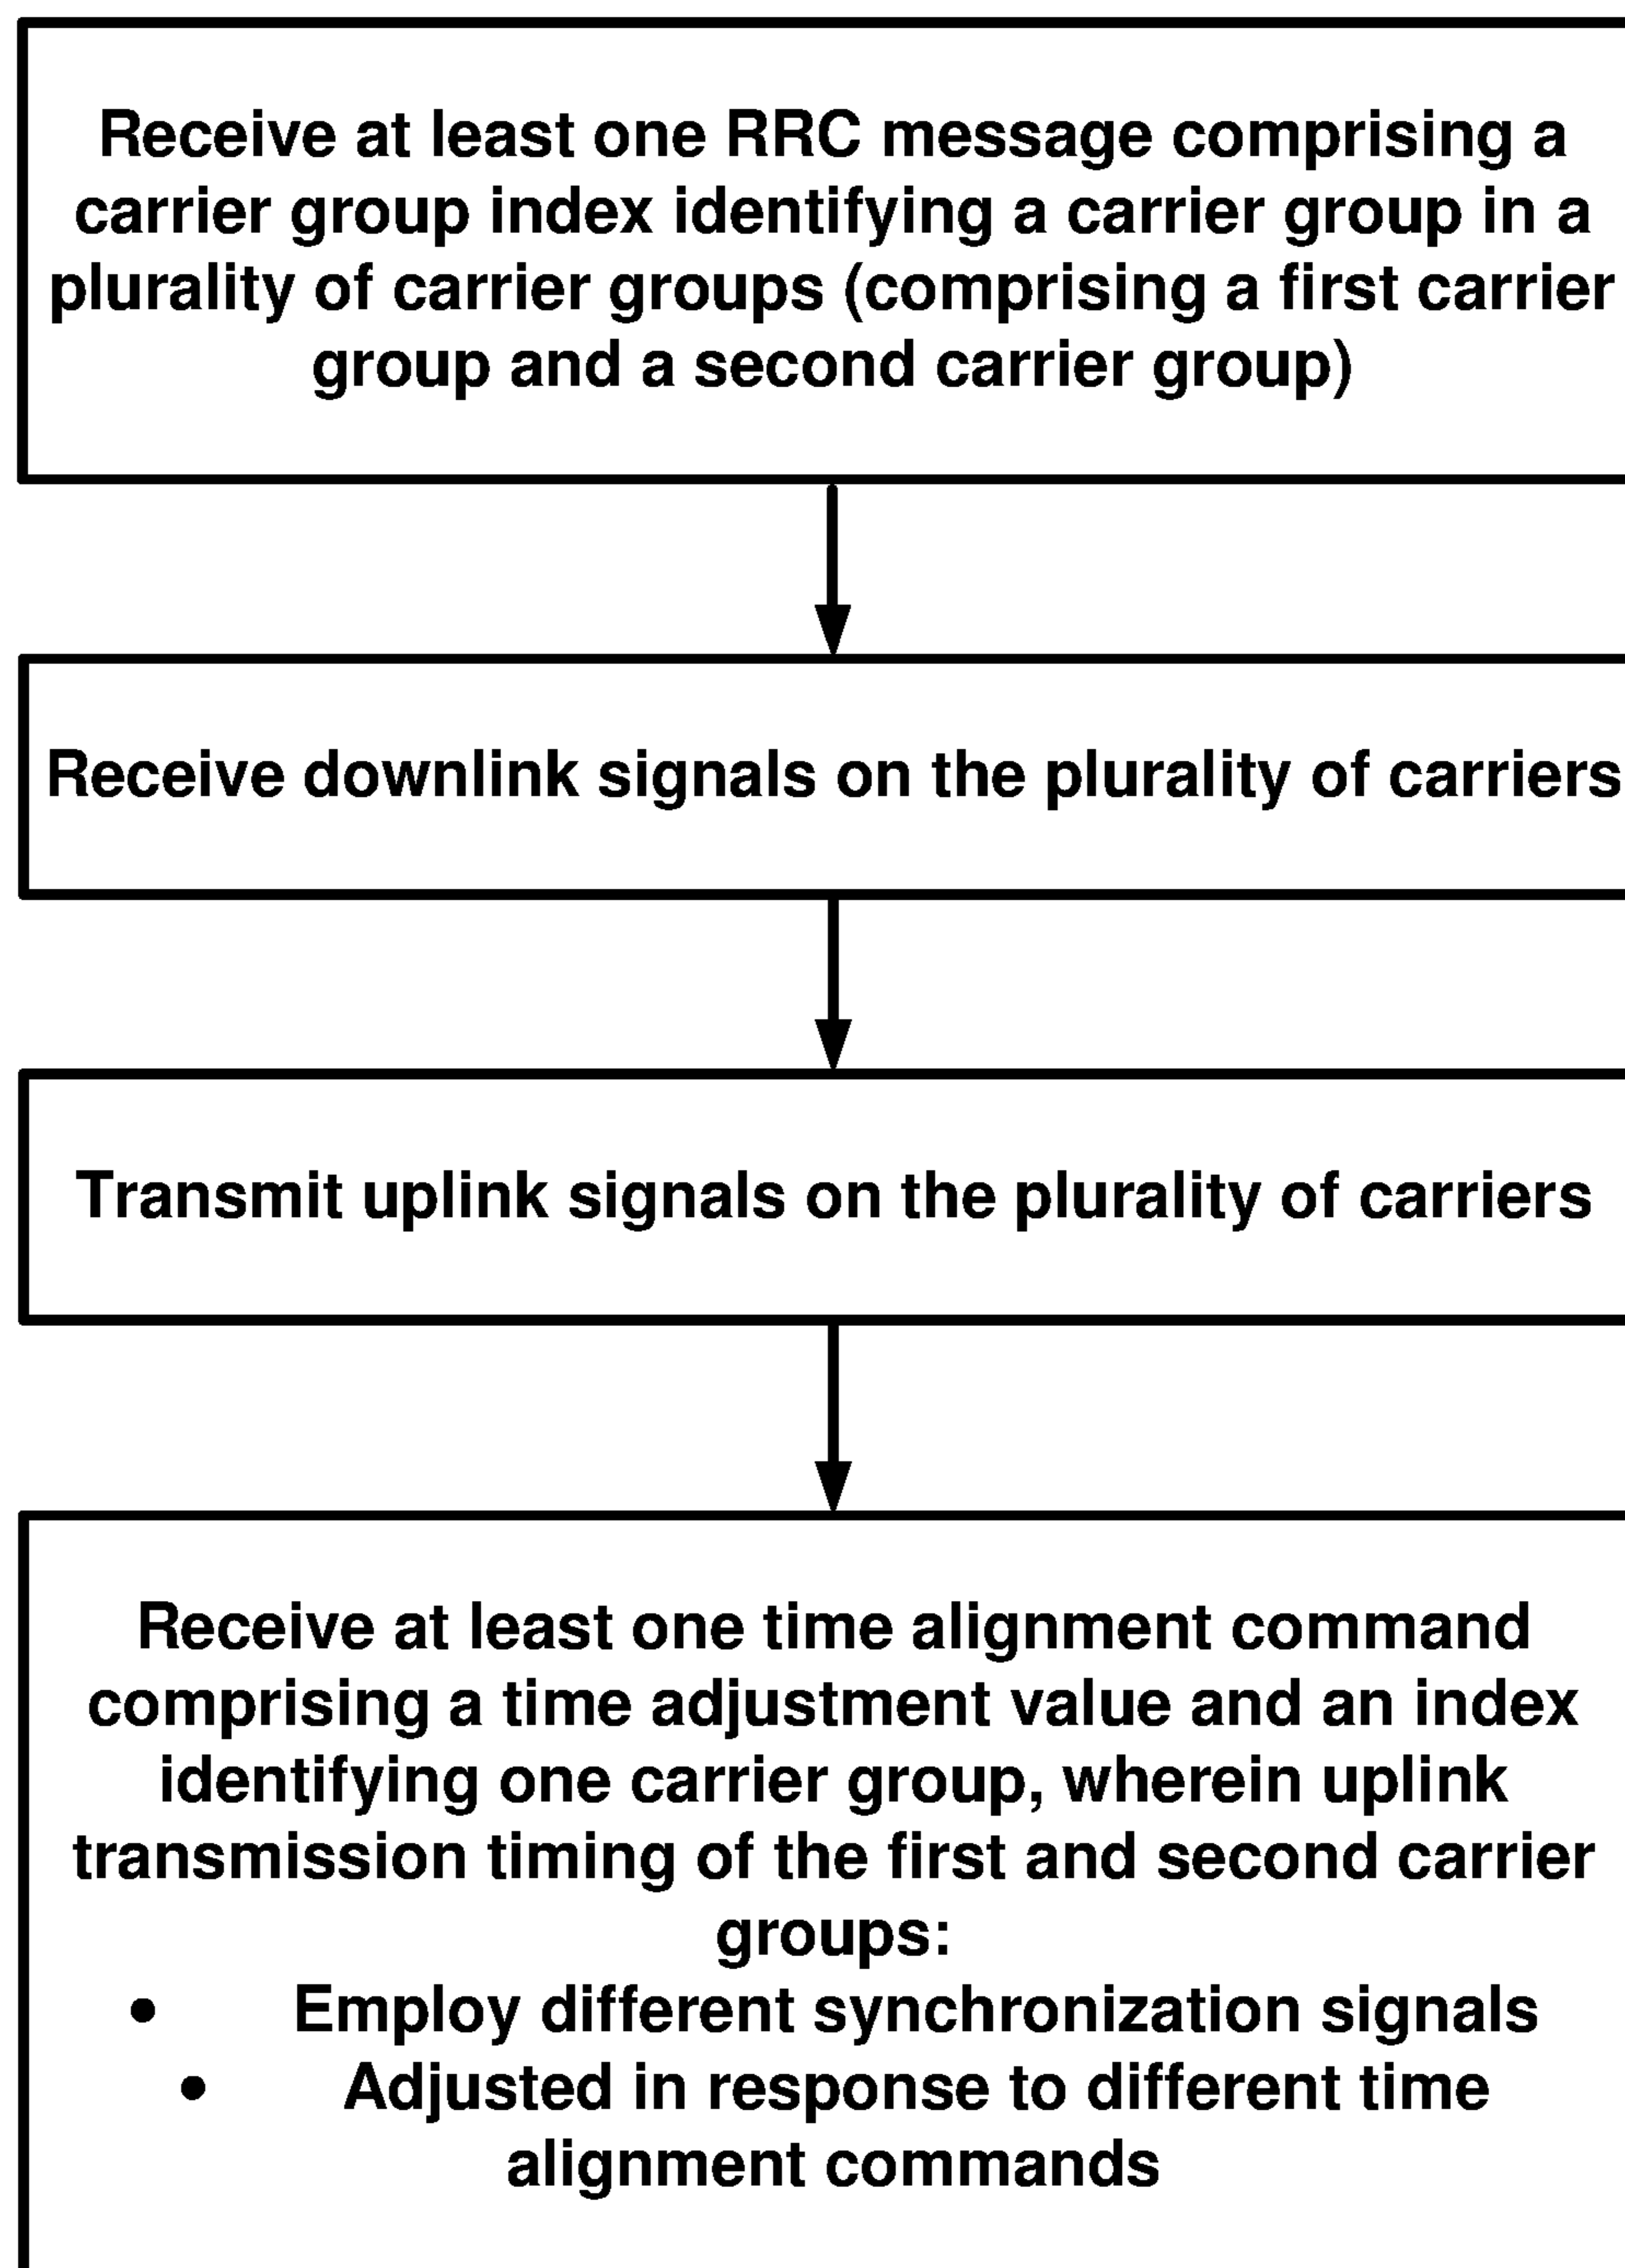 Receive at least one RRC message comprising a
carrier group index identifying a carrier group in a
plurality of carrier groups (comprising a first carrier
group and a second carrier group)
Receive downlink signals on the plurality of carriers
Transmit uplink signals on the plurality of carriers
Receive at least one time alignment command
comprising a time adjustment value and an index
identifying one carrier group, wherein uplink
transmission timing of the first and second carrier
groups:
• Employ different synchronization signals
• Adjusted in response to different time
alignment commands